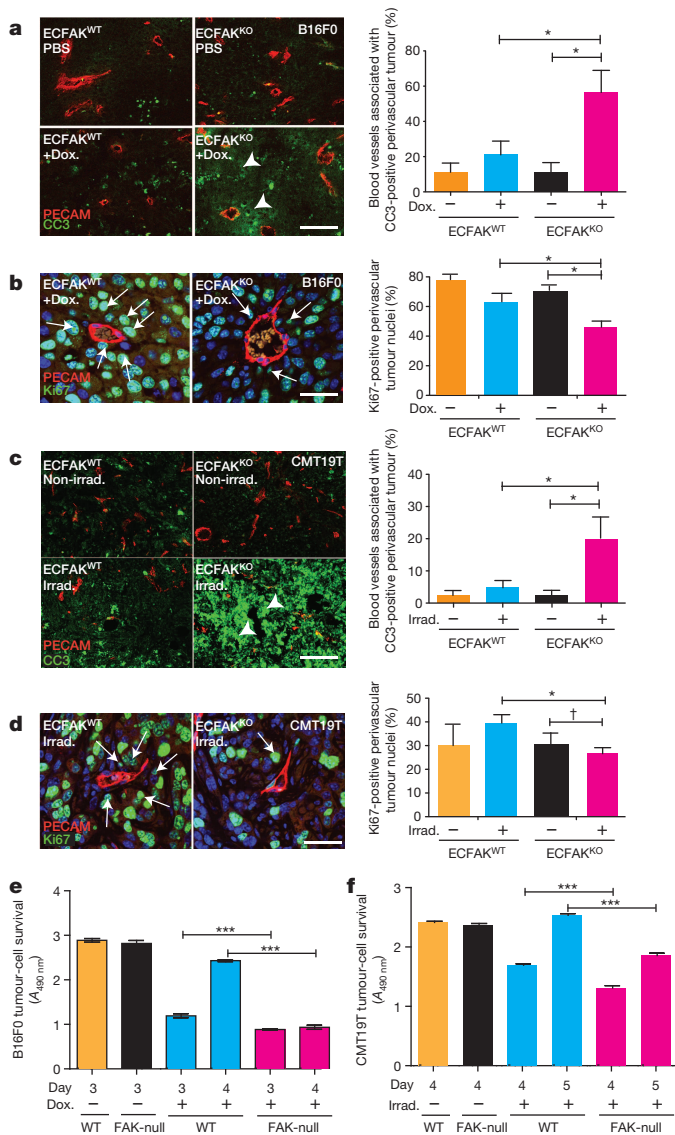 a
ECFAKWT
PBS
ECFAKKO
PBS
B16F0
ECFAKWT
+Dox.
ECFAKKO
+Dox.
PECAM
CC3
Blood vessels associated with
CC3-positive perivascular tumour (%)
80
60
40
20
0
*
*
Dox. – + – +
ECFAKWT ECFAKKO
b
ECFAKWT
+Dox.
ECFAKKO
+Dox.
B16F0
PECAM
Ki67
Ki67-positive perivascular
tumour nuclei (%)
80
60
40
20
0
*
*
Dox. – + – +
ECFAKWT ECFAKKO
c
ECFAKWT
Non-irrad.
ECFAKKO
Non-irrad.
CMT19T
ECFAKWT
Irrad.
ECFAKKO
Irrad.
PECAM
CC3
Blood vessels associated with
CC3-positive perivascular tumour (%)
40
30
20
10
0
*
*
Irrad. – + – +
ECFAKWT ECFAKKO
d
ECFAKWT
Irrad.
ECFAKKO
Irrad.
CMT19T
PECAM
Ki67
Ki67-positive perivascular
tumour nuclei (%)
50
40
30
20
10
0
*
†
Irrad. – + – +
ECFAKWT ECFAKKO
e
B16F0 tumour-cell survival
(A490 nm)
4
3
2
1
0
***
***
Day 3 3 3 4 3 4
Dox. – – + + + +
WT FAK-null WT FAK-null
f
CMT19T tumour-cell survival
(A490 nm)
3
2
1
0
***
***
Day 4 4 4 5 4 5
Irrad. – – + + + +
WT FAK-null WT FAK-null